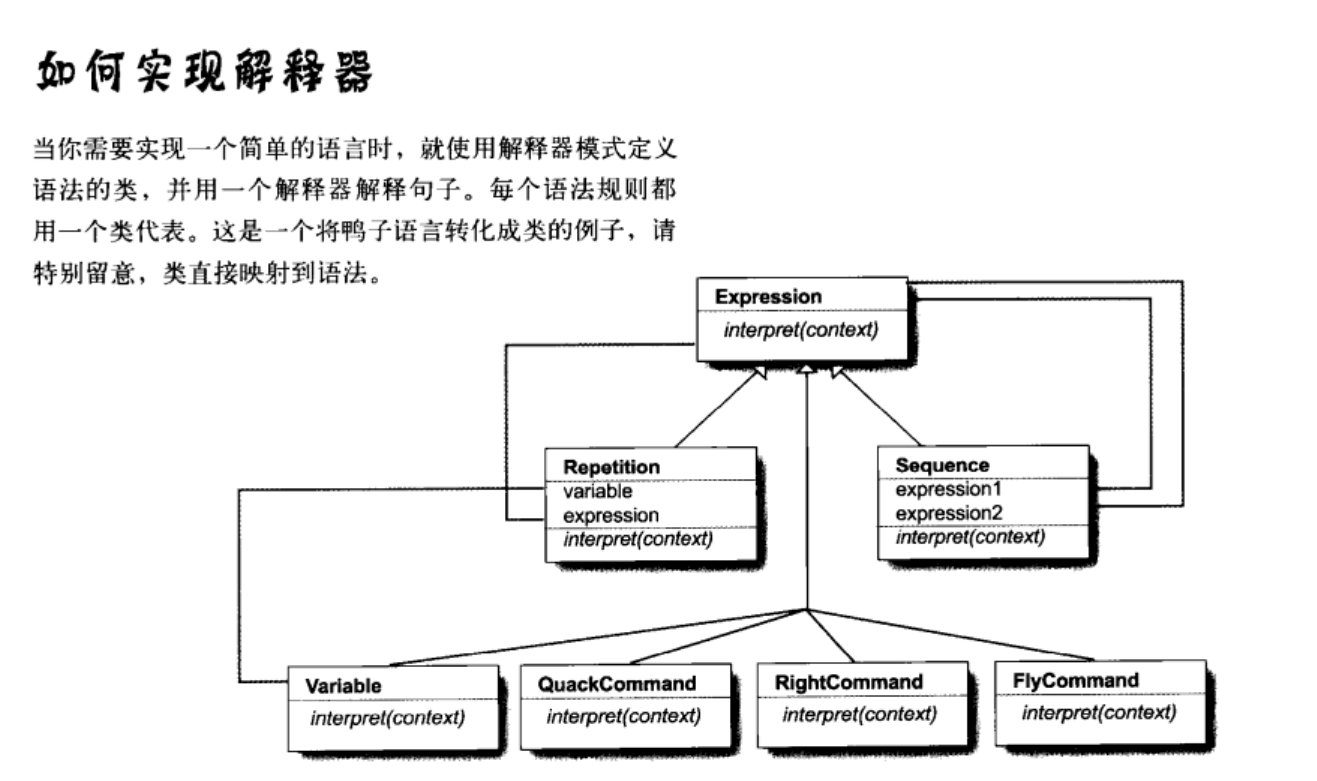 如何实现解释器
当你需要实现一个简单的语言时，就使用解释器模式定义
语法的类，并用一个解释器解释句子。每个语法规则都
用一个类代表。这是一个将鸭子语言转化成类的例子，请
特别留意，类直接映射到语法。
Expression
interpret(context)
Repetition
variable
expression
interpret(context)
Sequence
expression1
expression2
interpret(context)
Variable
interpret(context)
QuackCommand
interpret(context)
RightCommand
interpret(context)
FlyCommand
interpret(context)